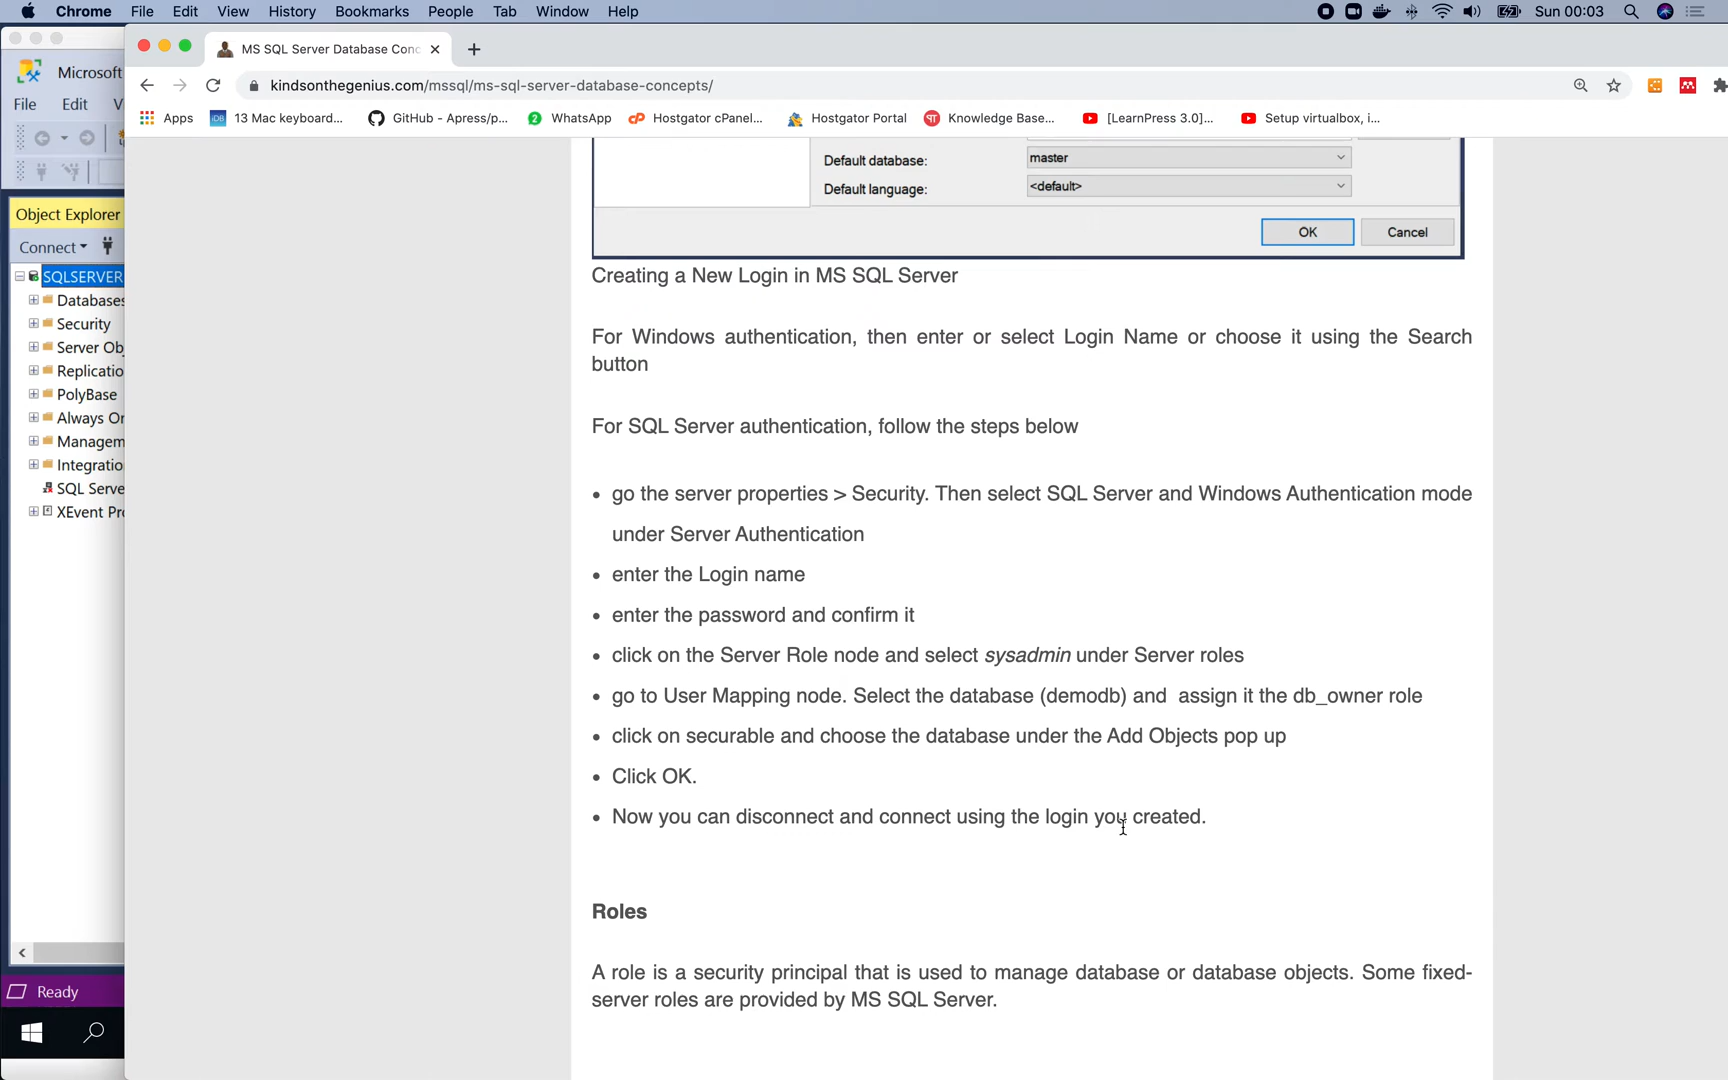 Chrome File Edit View History Bookmarks People Tab Window Help Sun 00:03
MS SQL Server Database Conc
kindsonthegenius.com/mssql/ms-sql-server-database-concepts/
Apps 13 Mac keyboard... GitHub - Apress/p... WhatsApp Hostgator cPanel... Hostgator Portal Knowledge Base... [LearnPress 3.0]... Setup virtualbox, i...
Microsoft
File Edit V
Object Explorer
Connect
SQLSERVER
Databases
Security
Server Ob
Replicatio
PolyBase
Always Or
Managem
Integratio
SQL Serve
XEvent Pr
Ready
Default database: master
Default language: <default>
OK Cancel
Creating a New Login in MS SQL Server
For Windows authentication, then enter or select Login Name or choose it using the Search
button
For SQL Server authentication, follow the steps below
• go the server properties > Security. Then select SQL Server and Windows Authentication mode
under Server Authentication
• enter the Login name
• enter the password and confirm it
• click on the Server Role node and select sysadmin under Server roles
• go to User Mapping node. Select the database (demodb) and assign it the db_owner role
• click on securable and choose the database under the Add Objects pop up
• Click OK.
• Now you can disconnect and connect using the login you created.
Roles
A role is a security principal that is used to manage database or database objects. Some fixed-
server roles are provided by MS SQL Server.